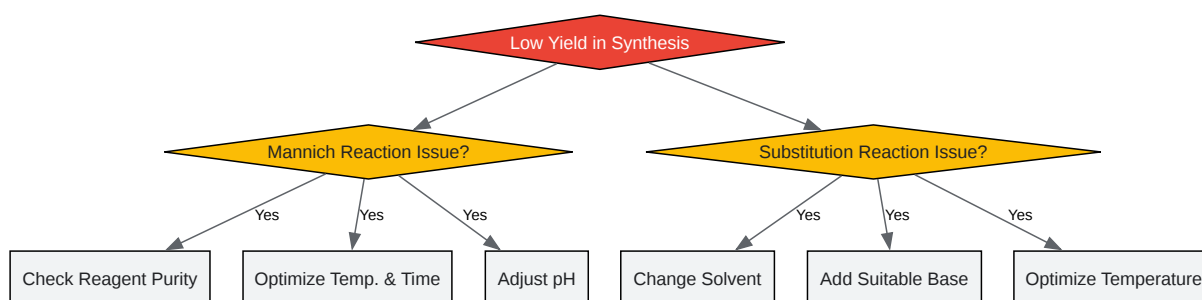 Low Yield in Synthesis
Mannich Reaction Issue?
Substitution Reaction Issue?
Yes
Yes
Yes
Yes
Yes
Yes
Check Reagent Purity
Optimize Temp. & Time
Adjust pH
Change Solvent
Add Suitable Base
Optimize Temperature